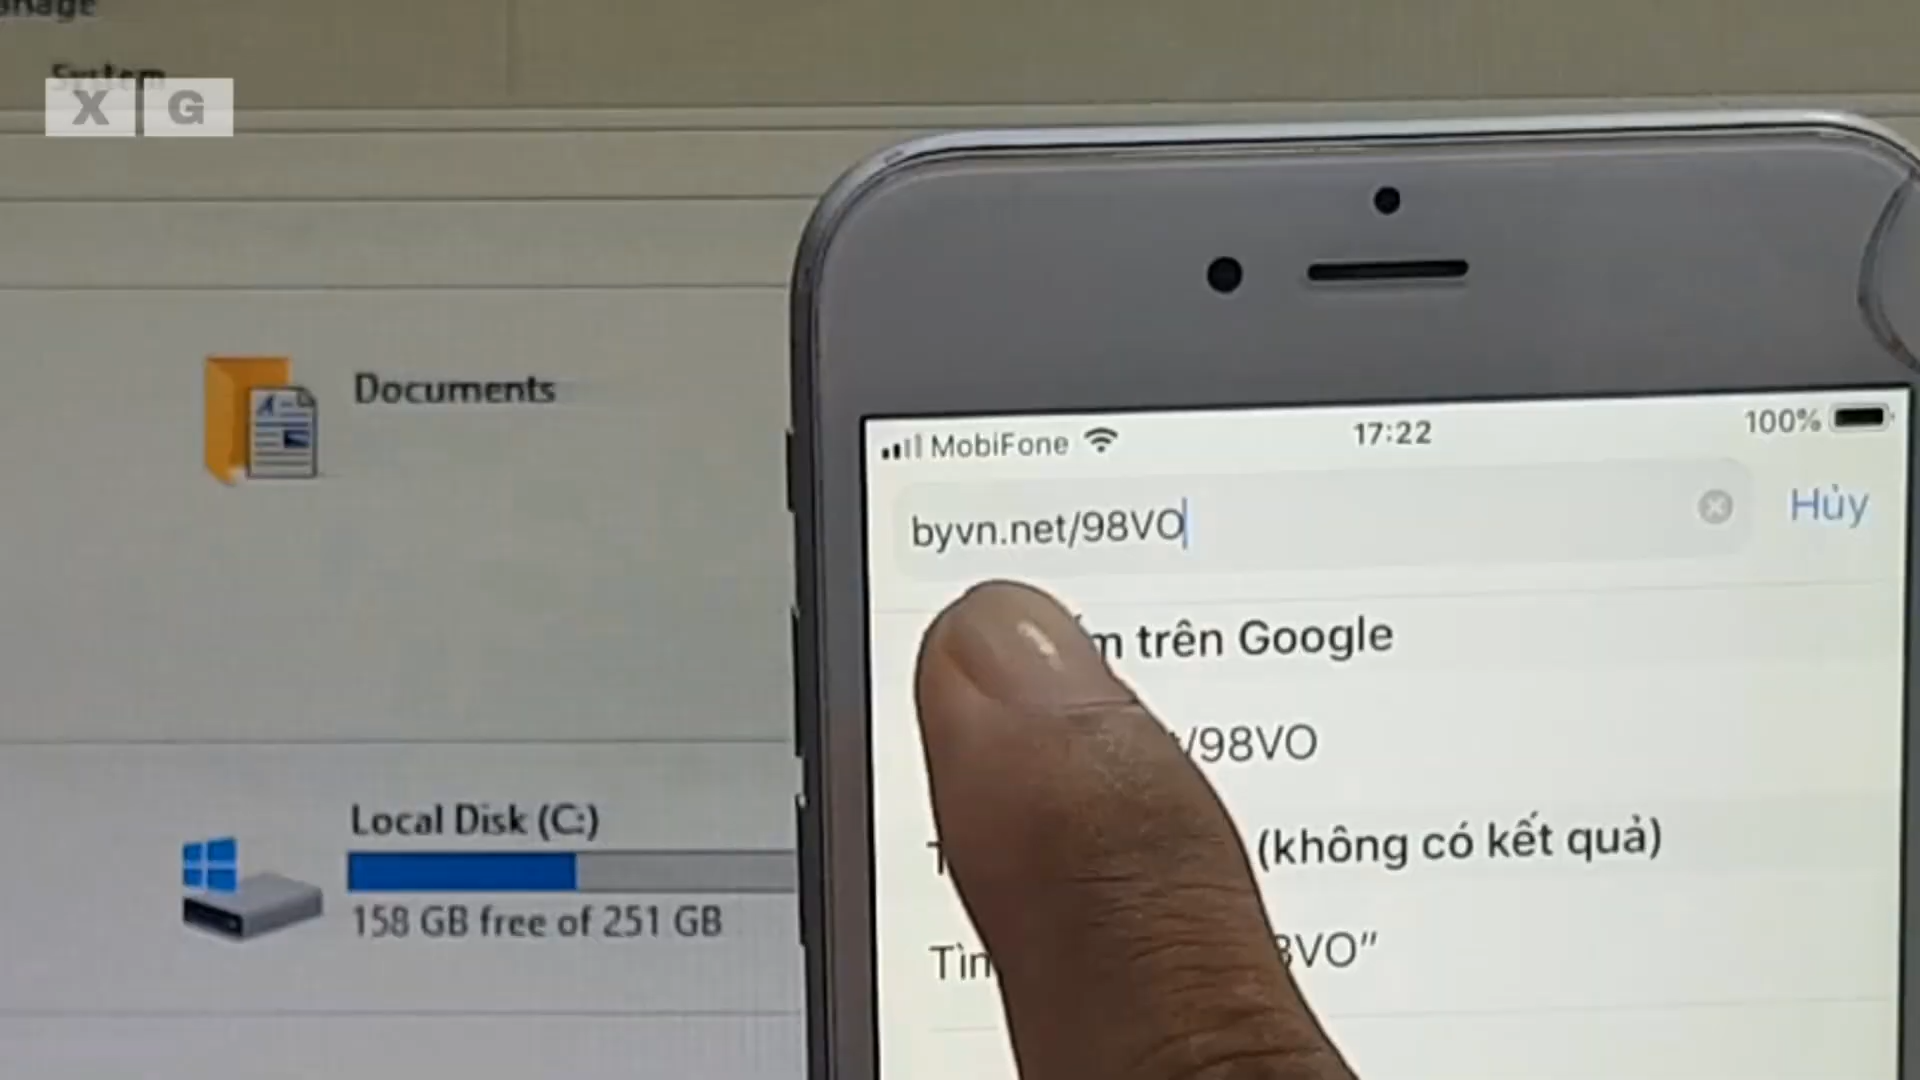 System
X G
Documents
MobiFone
17:22
100%
byvn.net/98VO
Hủy
trên Google
/98VO
Local Disk (C:)
(không có kết quả)
158 GB free of 251 GB